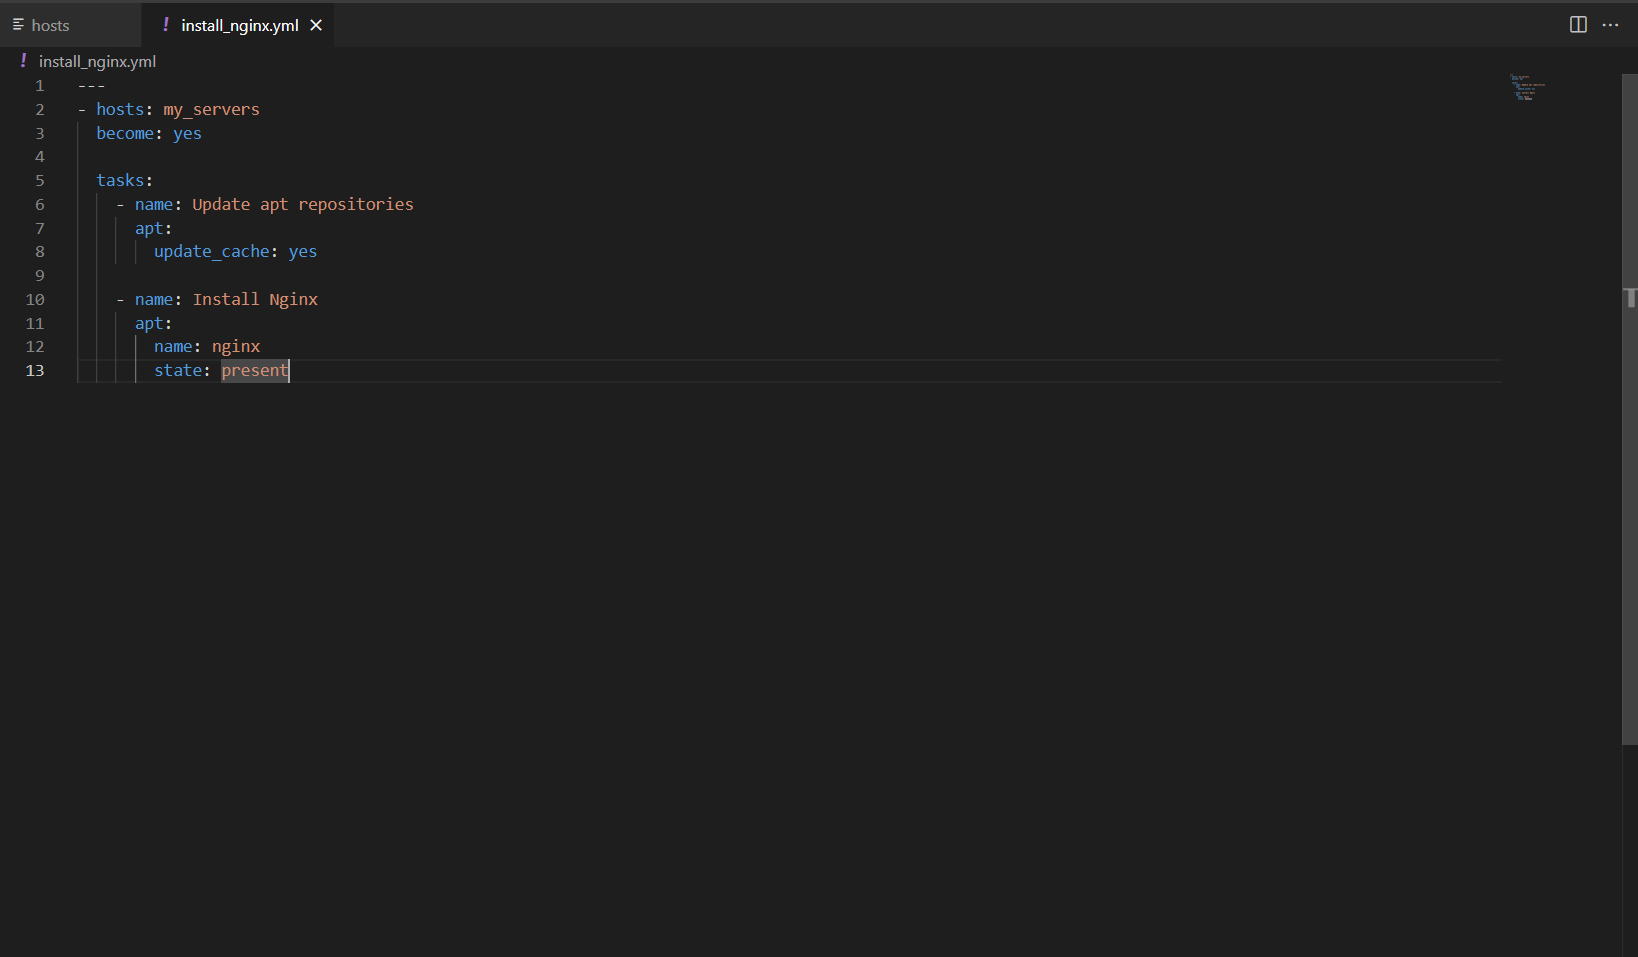 hosts
! install_nginx.yml
! install_nginx.yml
1 ---
2 - hosts: my_servers
3   become: yes
4
5   tasks:
6     - name: Update apt repositories
7       apt:
8         update_cache: yes
9
10     - name: Install Nginx
11       apt:
12         name: nginx
13         state: present